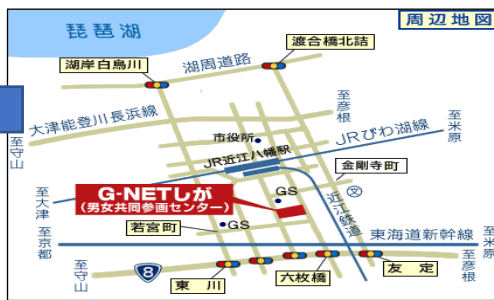 周辺地図
琵琶湖
渡合橋北詰
湖岸白鳥川
湖周道路
至彦根
大津能登川長浜線
至守山
市役所
JRびわ湖線
至米原
JR近江八幡駅
金剛寺町
至大津
G-NETしが
(男女共同参画センター)
GS
文
近江鉄道
若宮町
GS
東海道新幹線
至京都
至米原
至守山
8
東川
六枚橋
友定
至彦根